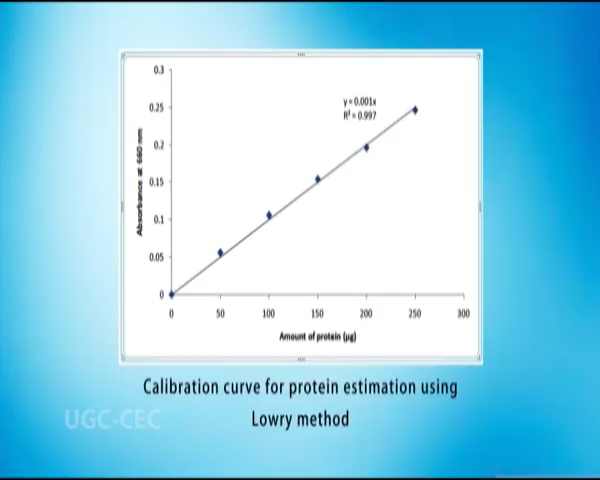 0.3
0.25
0.2
0.15
0.1
0.05
0
Absorbance at 660 nm
y = 0.001x
R² = 0.997
0 50 100 150 200 250 300
Amount of protein (µg)
Calibration curve for protein estimation using
Lowry method
UGC-CEC